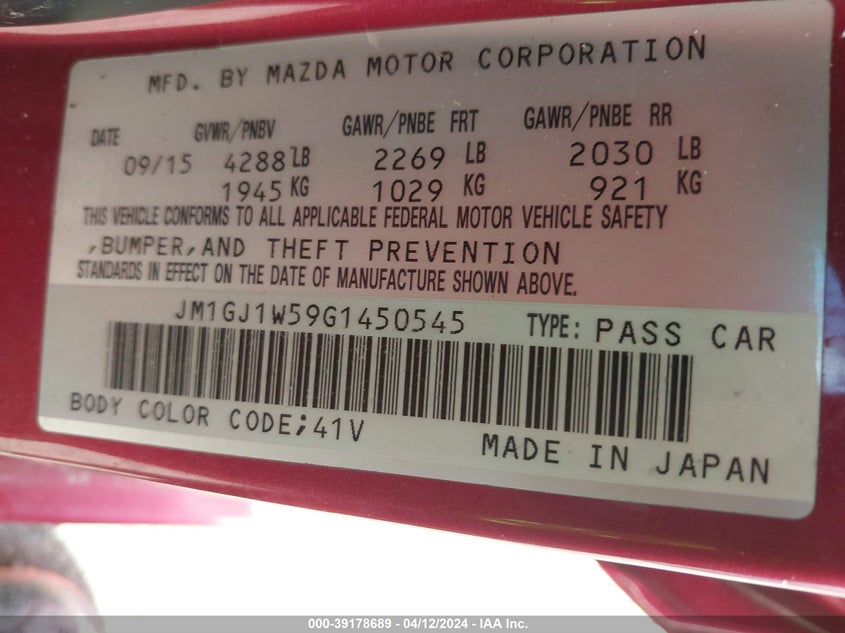 MFD. BY MAZDA MOTOR CORPORATION
DATE GVWR/PNBV GAWR/PNBE FRT GAWR/PNBE RR
09/15 4288 LB 2269 LB 2030 LB
1945 KG 1029 KG 921 KG
THIS VEHICLE CONFORMS TO ALL APPLICABLE FEDERAL MOTOR VEHICLE SAFETY
,BUMPER,AND THEFT PREVENTION
STANDARDS IN EFFECT ON THE DATE OF MANUFACTURE SHOWN ABOVE.
JM1GJ1W59G1450545 TYPE: PASS CAR
BODY COLOR CODE;41V
MADE IN JAPAN
000-39178689 - 04/12/2024 - IAA Inc.